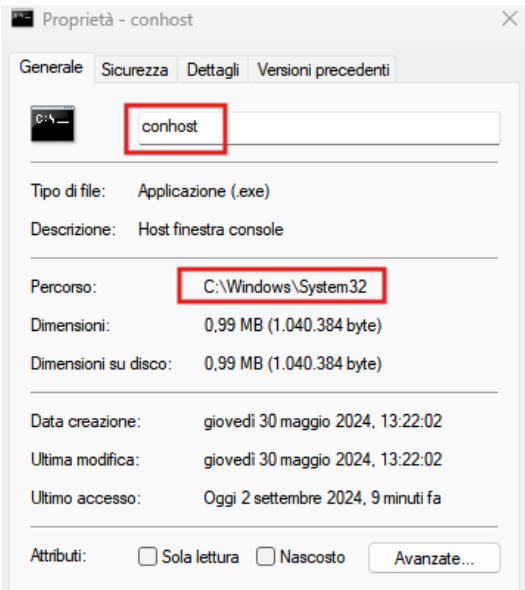 Proprietà - conhost
Generale Sicurezza Dettagli Versioni precedenti
C:\
conhost
Tipo di file: Applicazione (.exe)
Descrizione: Host finestra console
Percorso: C:\Windows\System32
Dimensioni: 0,99 MB (1.040.384 byte)
Dimensioni su disco: 0,99 MB (1.040.384 byte)
Data creazione: giovedì 30 maggio 2024, 13:22:02
Ultima modifica: giovedì 30 maggio 2024, 13:22:02
Ultimo accesso: Oggi 2 settembre 2024, 9 minuti fa
Attributi: Sola lettura Nascosto Avanzate...